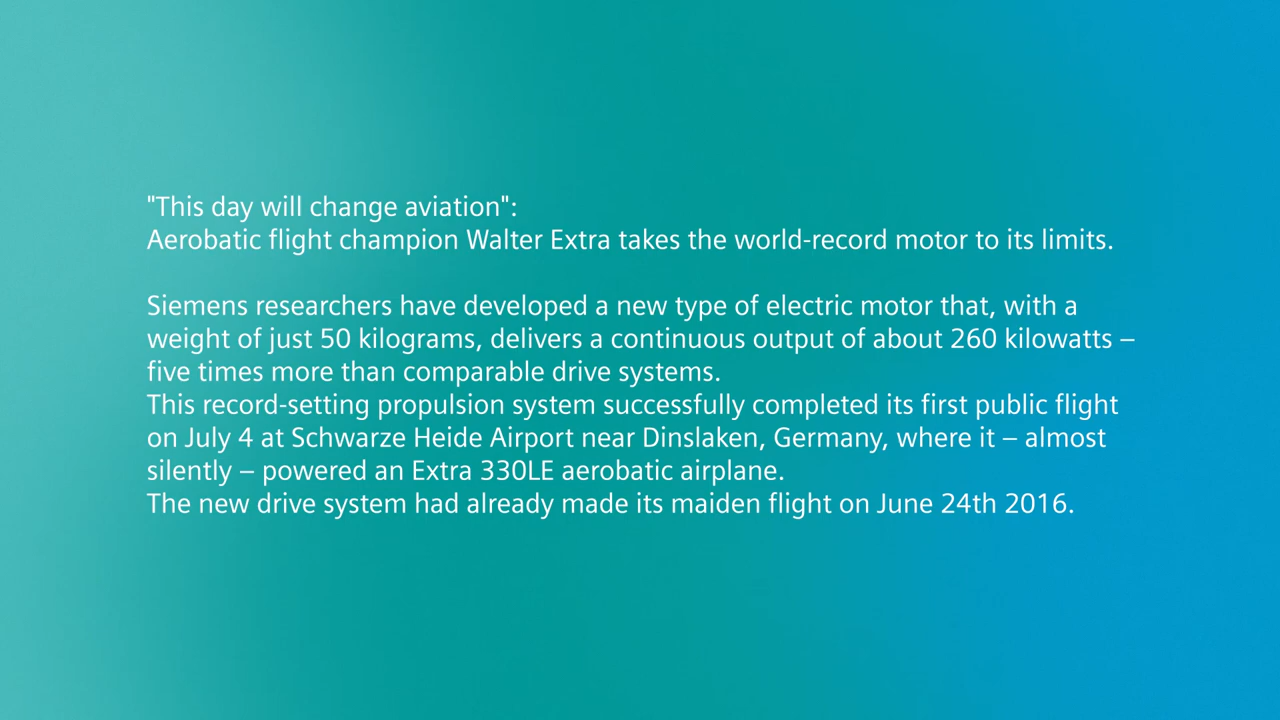 "This day will change aviation":
Aerobatic flight champion Walter Extra takes the world-record motor to its limits.
Siemens researchers have developed a new type of electric motor that, with a
weight of just 50 kilograms, delivers a continuous output of about 260 kilowatts –
five times more than comparable drive systems.
This record-setting propulsion system successfully completed its first public flight
on July 4 at Schwarze Heide Airport near Dinslaken, Germany, where it – almost
silently – powered an Extra 330LE aerobatic airplane.
The new drive system had already made its maiden flight on June 24th 2016.